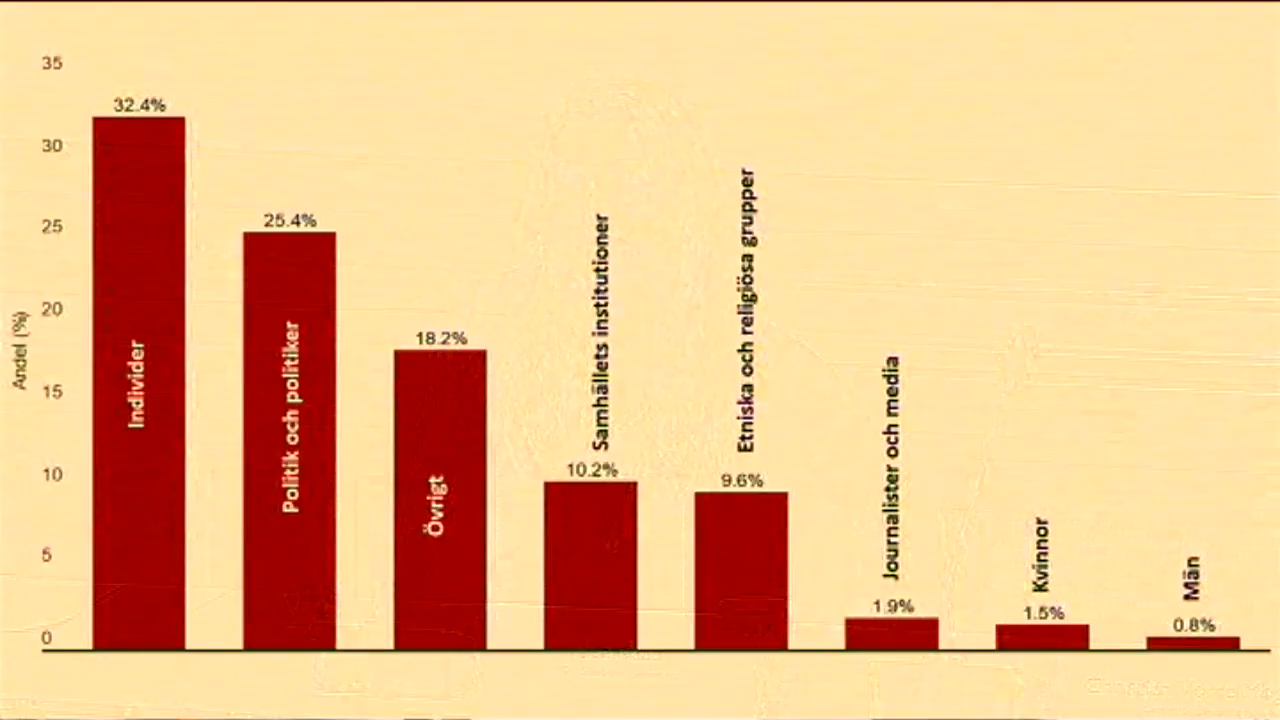 35
30
25
20
15
10
5
0
Andel (%)
32.4%
Individer
25.4%
Politik och politiker
18.2%
Övrigt
10.2%
Samhällets institutioner
9.6%
Etniska och religiösa grupper
1.9%
Journalister och media
1.5%
Kvinnor
0.8%
Män